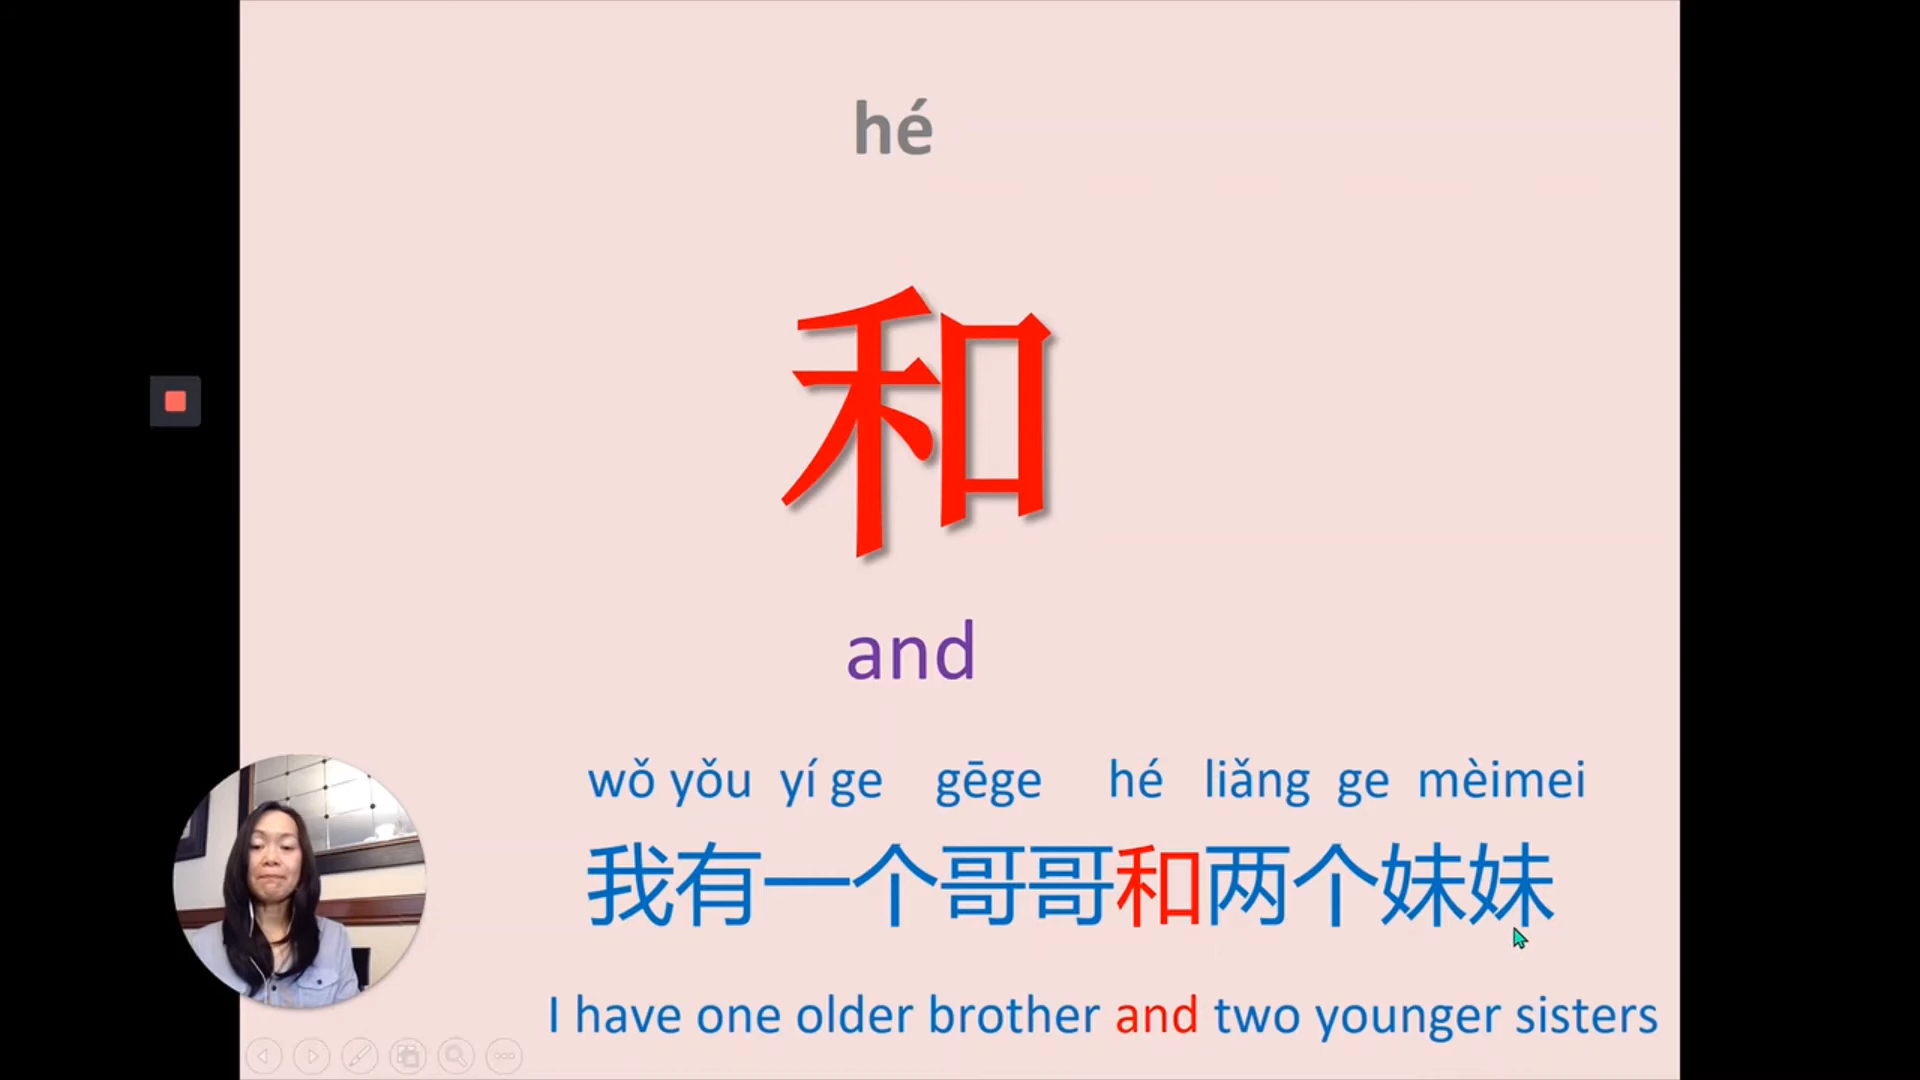 hé
和
and
wǒ yǒu yí ge gēge hé liǎng ge mèimei
我有一个哥哥和两个妹妹
I have one older brother and two younger sisters